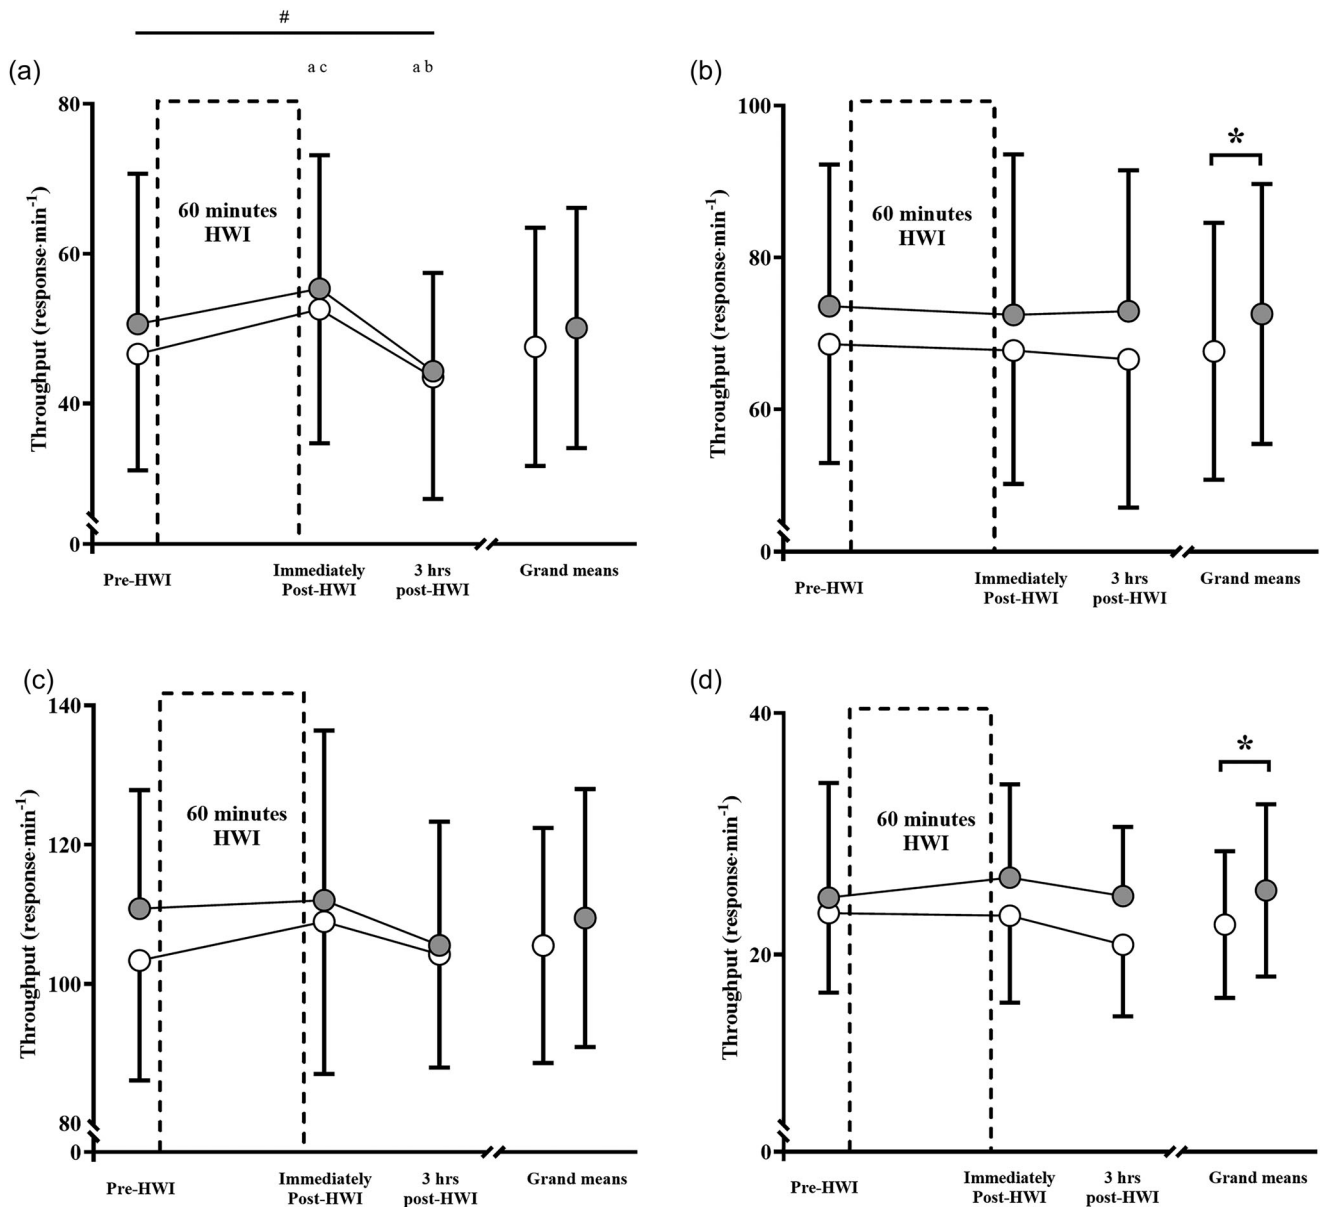 #
a c
a b
(a)
80
60
40
0
Throughput (response·min-1)
60 minutes
HWI
Pre-HWI
Immediately
Post-HWI
3 hrs
post-HWI
Grand means
(b)
100
80
60
0
Throughput (response·min-1)
60 minutes
HWI
*
Pre-HWI
Immediately
Post-HWI
3 hrs
post-HWI
Grand means
(c)
140
120
100
80
0
Throughput (response·min-1)
60 minutes
HWI
Pre-HWI
Immediately
Post-HWI
3 hrs
post-HWI
Grand means
(d)
40
20
0
Throughput (response·min-1)
60 minutes
HWI
*
Pre-HWI
Immediately
Post-HWI
3 hrs
post-HWI
Grand means